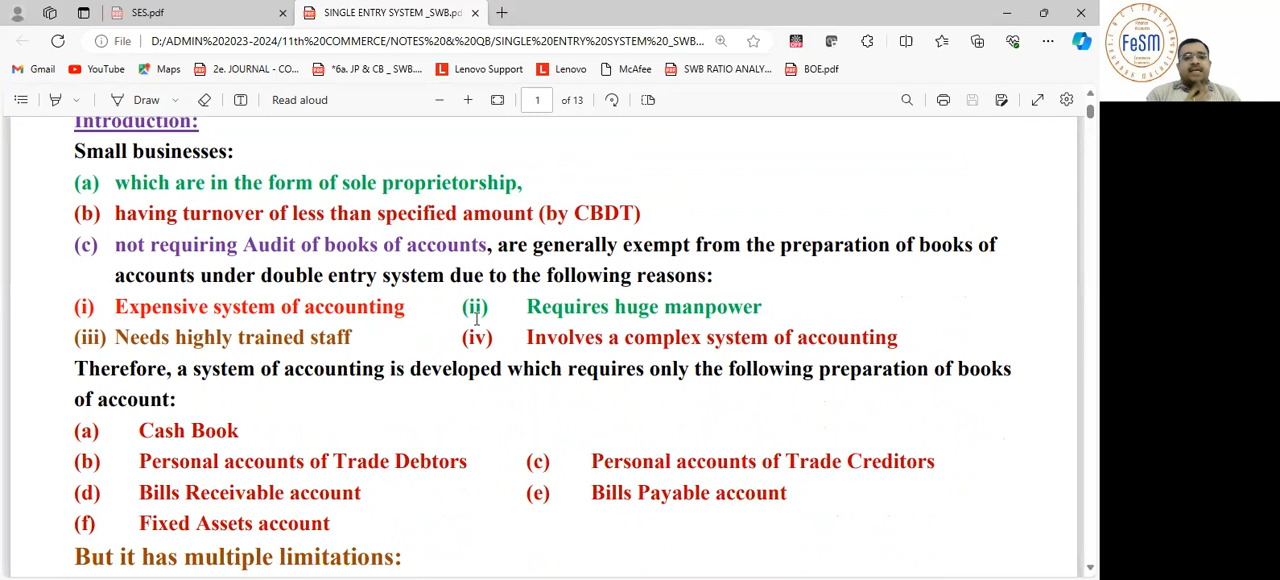 SES.pdf
SINGLE ENTRY SYSTEM _SWB.pd
File D:/ADMIN%202023-2024/11th%20COMMERCE/NOTES%20&%20QB/SINGLE%20ENTRY%20SYSTEM%20_SWB...
Gmail YouTube Maps 2e. JOURNAL - CO... *6a. JP & CB _ SWB.... Lenovo Support Lenovo McAfee SWB RATIO ANALY... BOE.pdf
Draw Read aloud 1 of 13
FeSM
Introduction:
Small businesses:
(a) which are in the form of sole proprietorship,
(b) having turnover of less than specified amount (by CBDT)
(c) not requiring Audit of books of accounts, are generally exempt from the preparation of books of
accounts under double entry system due to the following reasons:
(i) Expensive system of accounting (ii) Requires huge manpower
(iii) Needs highly trained staff (iv) Involves a complex system of accounting
Therefore, a system of accounting is developed which requires only the following preparation of books
of account:
(a) Cash Book
(b) Personal accounts of Trade Debtors (c) Personal accounts of Trade Creditors
(d) Bills Receivable account (e) Bills Payable account
(f) Fixed Assets account
But it has multiple limitations: